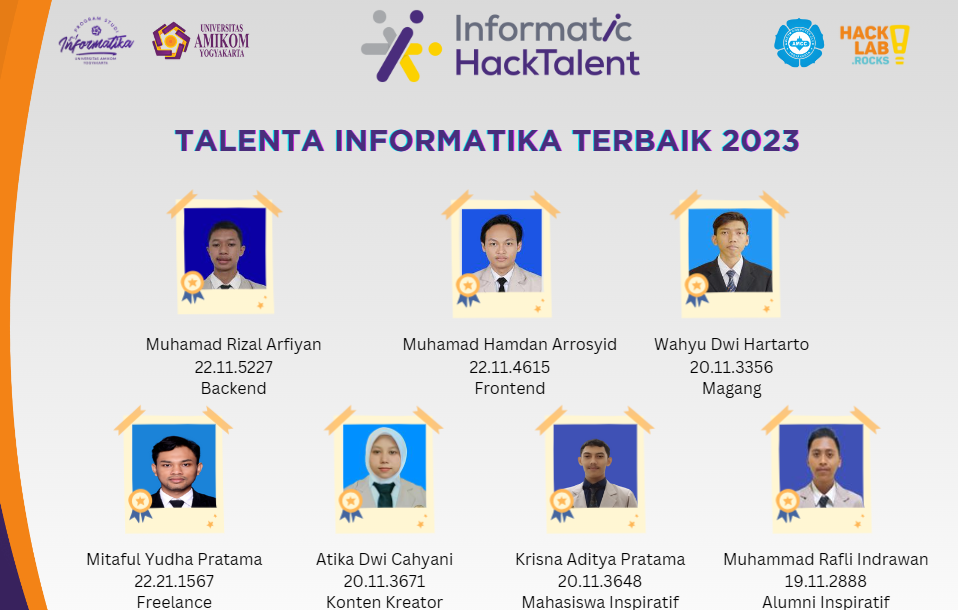 PROGRAM STUDI
Informatika
UNIVERSITAS AMIKOM
YOGYAKARTA
UNIVERSITAS
AMIKOM
YOGYAKARTA
Informatic
HackTalent
AFCC
HACK
LAB
.ROCKS
TALENTA INFORMATIKA TERBAIK 2023
Muhamad Rizal Arfiyan
22.11.5227
Backend
Muhamad Hamdan Arrosyid
22.11.4615
Frontend
Wahyu Dwi Hartarto
20.11.3356
Magang
Mitaful Yudha Pratama
22.21.1567
Freelance
Atika Dwi Cahyani
20.11.3671
Konten Kreator
Krisna Aditya Pratama
20.11.3648
Mahasiswa Inspiratif
Muhammad Rafli Indrawan
19.11.2888
Alumni Inspiratif